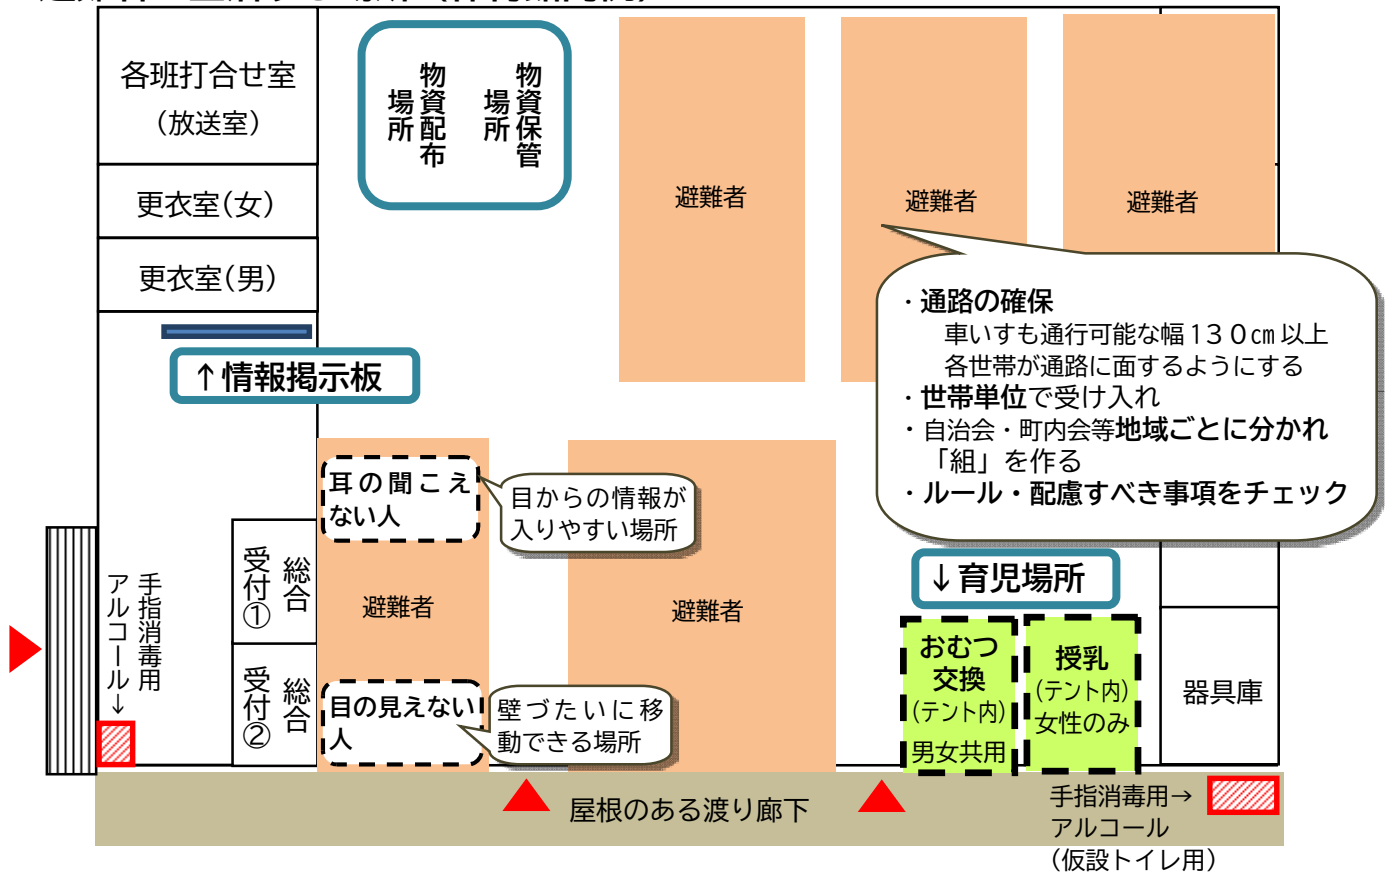 各班打合せ室
（放送室）
更衣室（女）
更衣室（男）
↑情報掲示板
物資配布
場所
物資保管
場所
避難者
避難者
避難者
・通路の確保
車いすも通行可能な幅１３０㎝以上
各世帯が通路に面するようにする
・世帯単位で受け入れ
・自治会・町内会等地域ごとに分かれ
「組」を作る
・ルール・配慮すべき事項をチェック
耳の聞こえ
ない人
目からの情報が
入りやすい場所
避難者
避難者
目の見えない
人
壁づたいに移
動できる場所
総合
受付①
総合
受付②
手指消毒用
アルコール→
↓育児場所
おむつ
交換
（テント内）
男女共用
授乳
（テント内）
女性のみ
器具庫
屋根のある渡り廊下
手指消毒用→
アルコール
（仮設トイレ用）